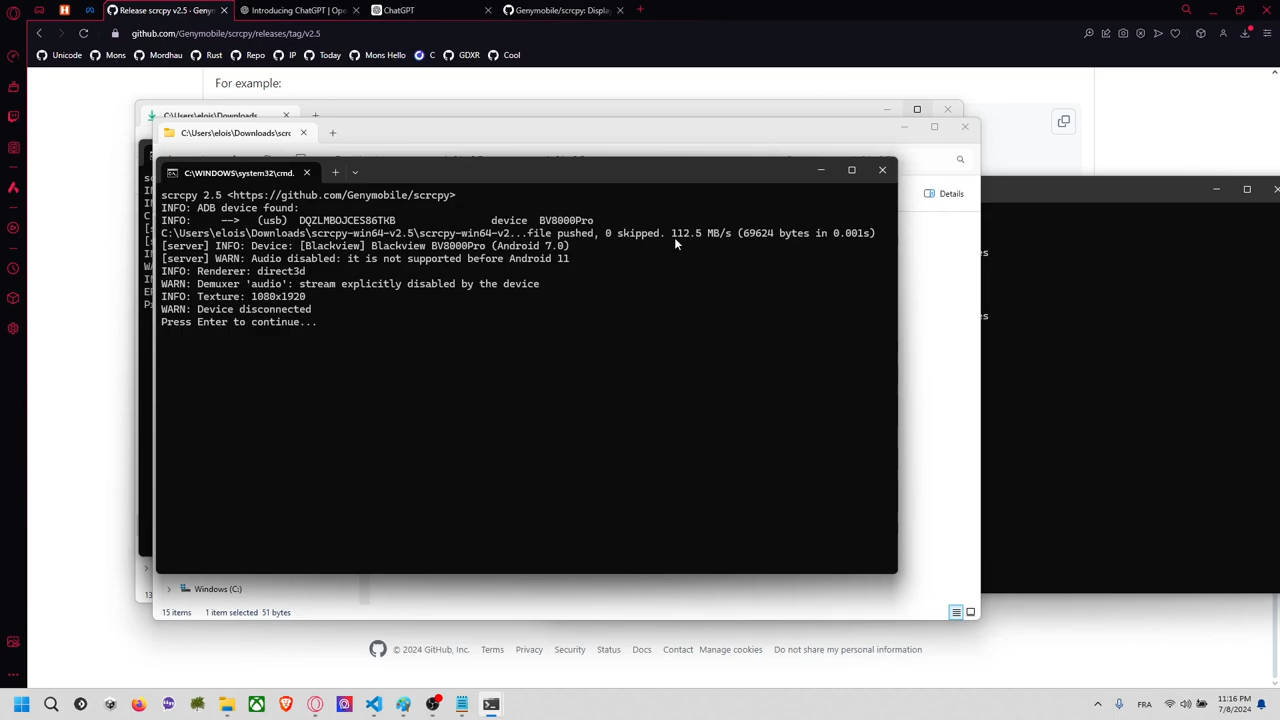 Release scrcpy v2.5 - Genym
Introducing ChatGPT | Open
ChatGPT
Genymobile/scrcpy: Displa
github.com/Genymobile/scrcpy/releases/tag/v2.5
Unicode
Mons
Mordhau
Rust
Repo
IP
Today
Mons Hello
C
GDXR
Cool
For example:
C:\Users\elois\Downloads
C:\Users\elois\Downloads\scrc
Details
C:\WINDOWS\system32\cmd.
scrcpy 2.5 <https://github.com/Genymobile/scrcpy>
INFO: ADB device found:
INFO:     --> (usb) DQZLMBOJCES86TKB                device  BV8000Pro
C:\Users\elois\Downloads\scrcpy-win64-v2.5\scrcpy-win64-v2...file pushed, 0 skipped. 112.5 MB/s (69624 bytes in 0.001s)
[server] INFO: Device: [Blackview] Blackview BV8000Pro (Android 7.0)
[server] WARN: Audio disabled: it is not supported before Android 11
INFO: Renderer: direct3d
WARN: Demuxer 'audio': stream explicitly disabled by the device
INFO: Texture: 1080x1920
WARN: Device disconnected
Press Enter to continue...
Windows (C:)
13
15 items
1 item selected
51 bytes
© 2024 GitHub, Inc.
Terms
Privacy
Security
Status
Docs
Contact
Manage cookies
Do not share my personal information
FRA
11:16 PM
7/8/2024